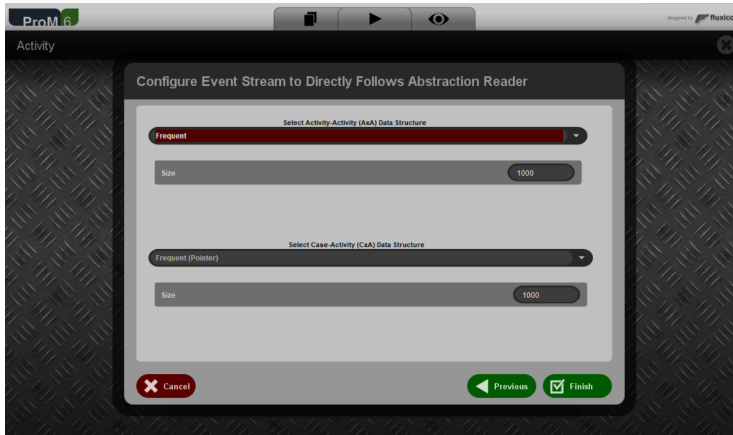 ProM 6
designed by fluxico
Activity
Configure Event Stream to Directly Follows Abstraction Reader
Select Activity-Activity (AxA) Data Structure
Frequent
Size
1000
Select Case-Activity (CxA) Data Structure
Frequent (Pointer)
Size
1000
Cancel
Previous
Finish